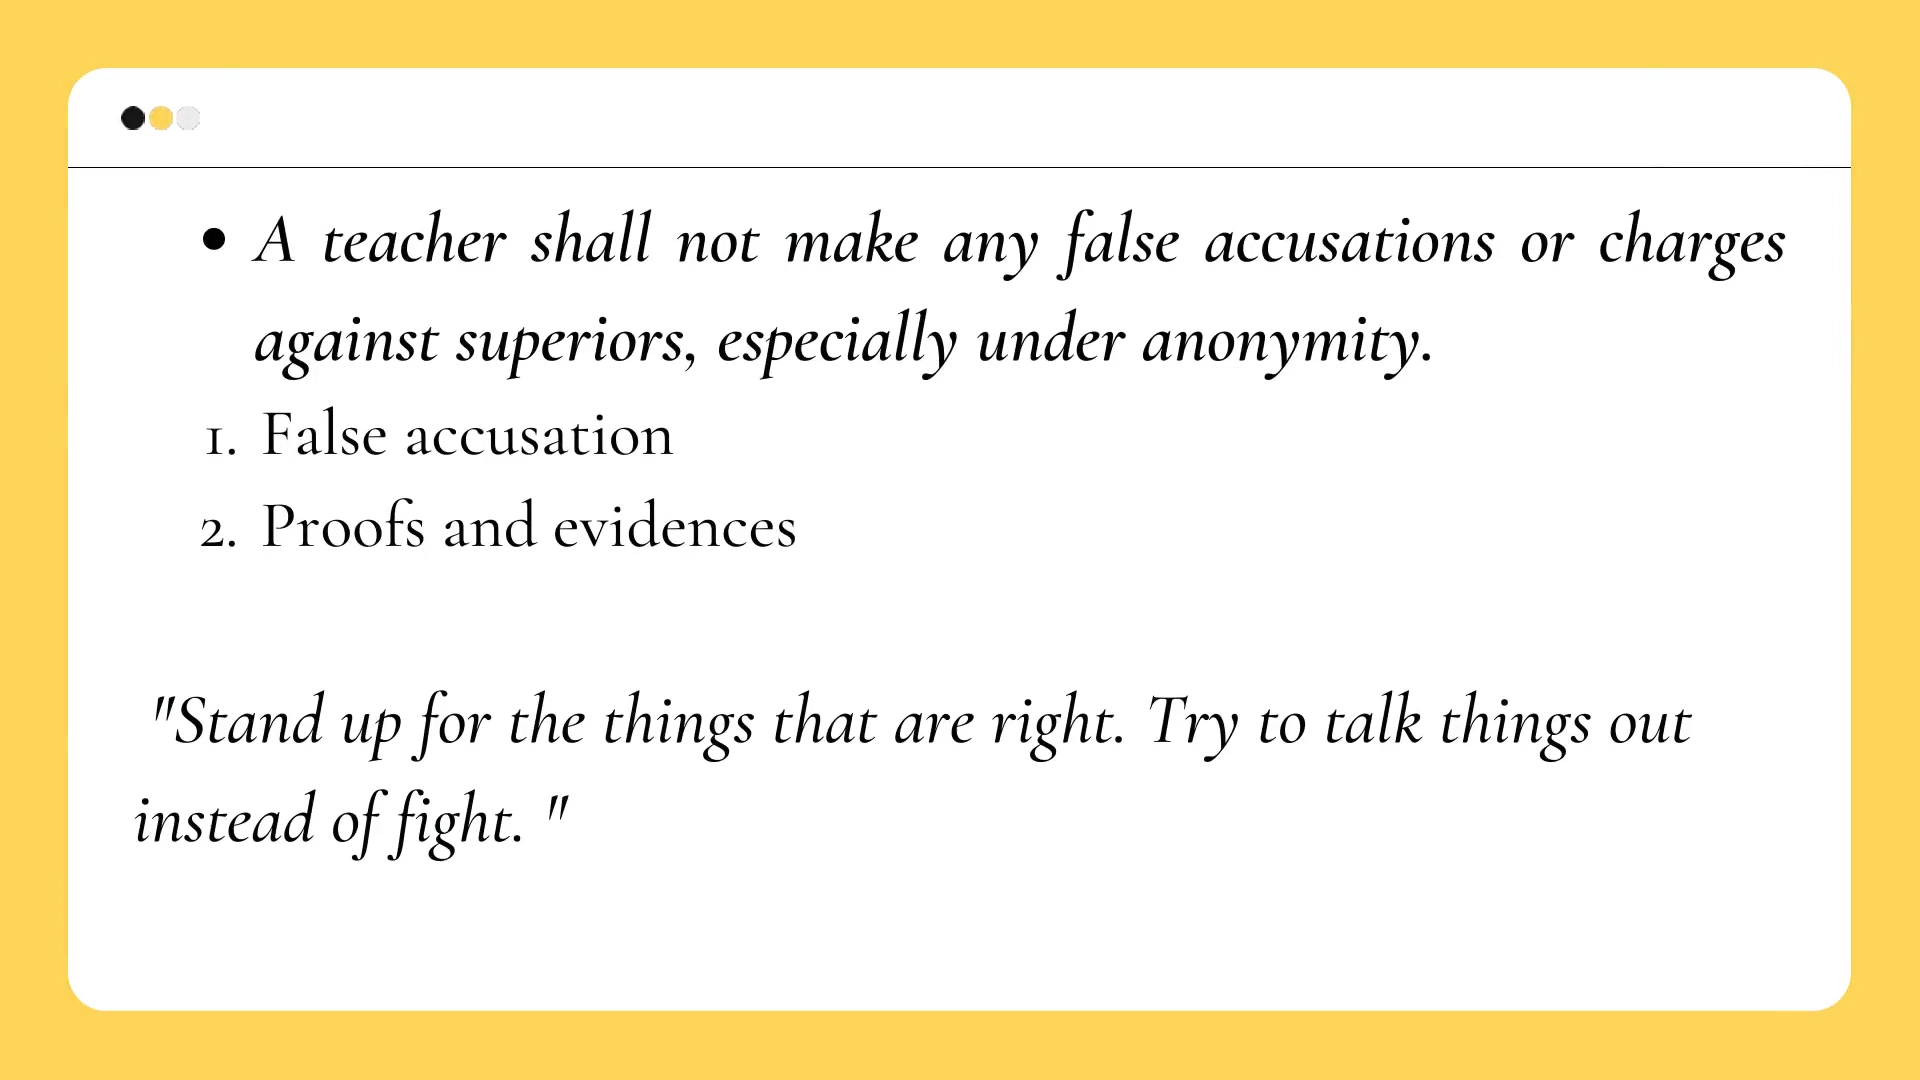 • A teacher shall not make any false accusations or charges
against superiors, especially under anonymity.
1. False accusation
2. Proofs and evidences
"Stand up for the things that are right. Try to talk things out
instead of fight. "